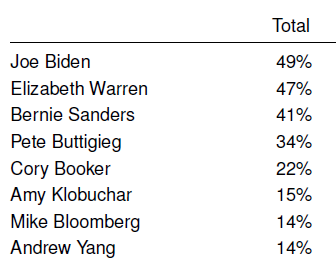 Total
Joe Biden 49%
Elizabeth Warren 47%
Bernie Sanders 41%
Pete Buttigieg 34%
Cory Booker 22%
Amy Klobuchar 15%
Mike Bloomberg 14%
Andrew Yang 14%